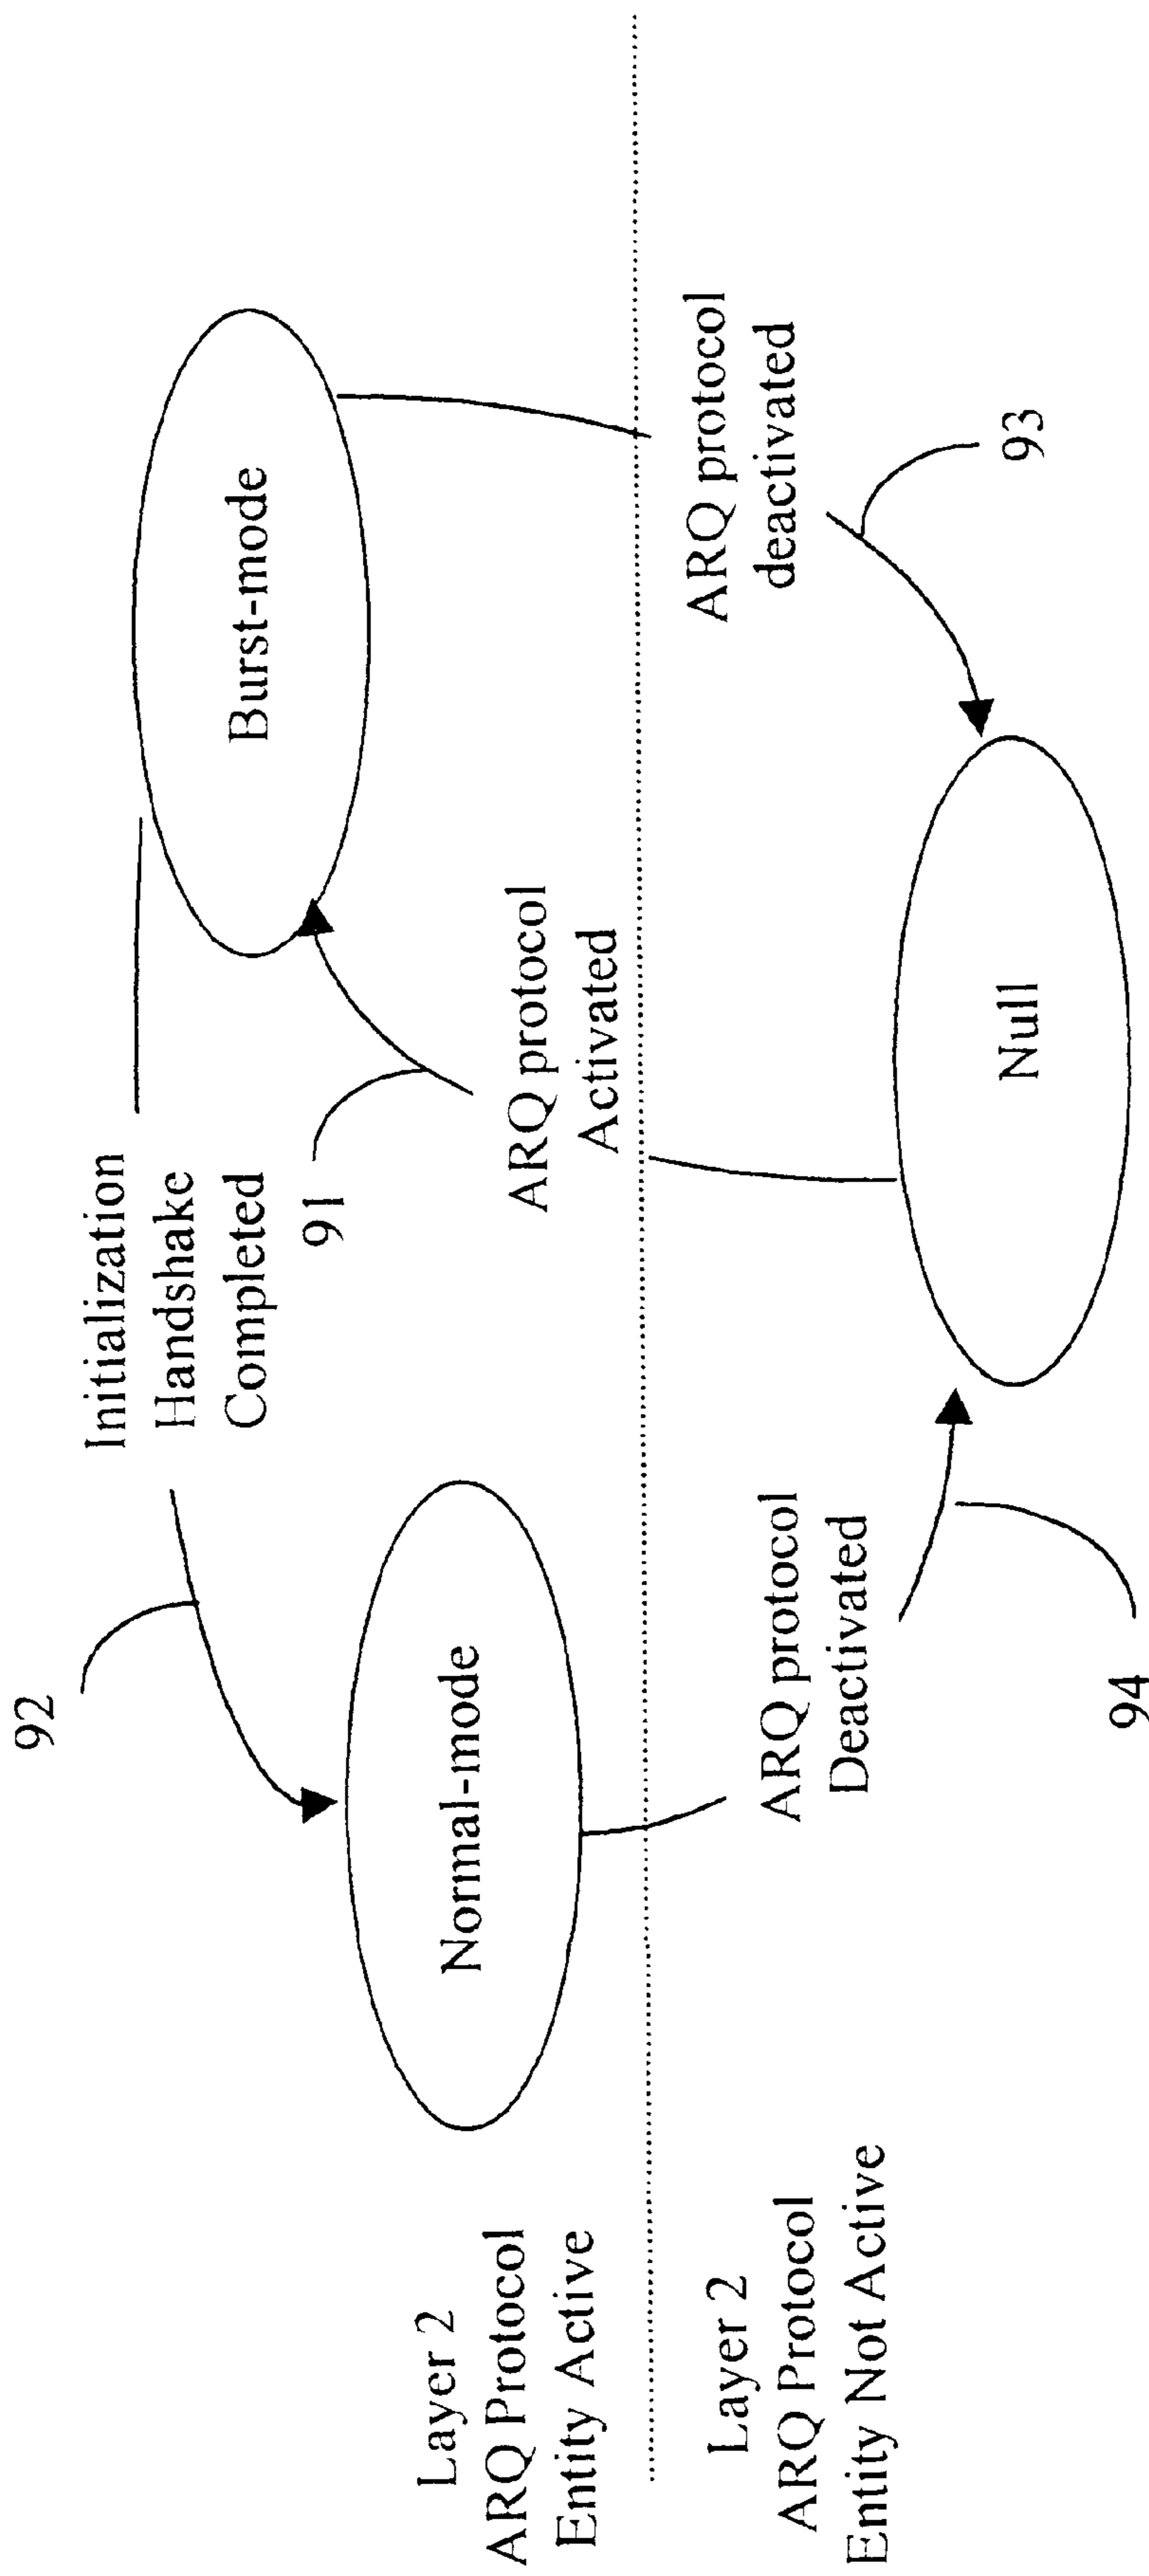 92
Initialization
Handshake
Completed
Burst-mode
91
Normal-mode
ARQ protocol
Activated
Layer 2
ARQ Protocol
Entity Active
Layer 2
ARQ Protocol
Entity Not Active
ARQ protocol
Deactivated
94
Null
ARQ protocol
deactivated
93